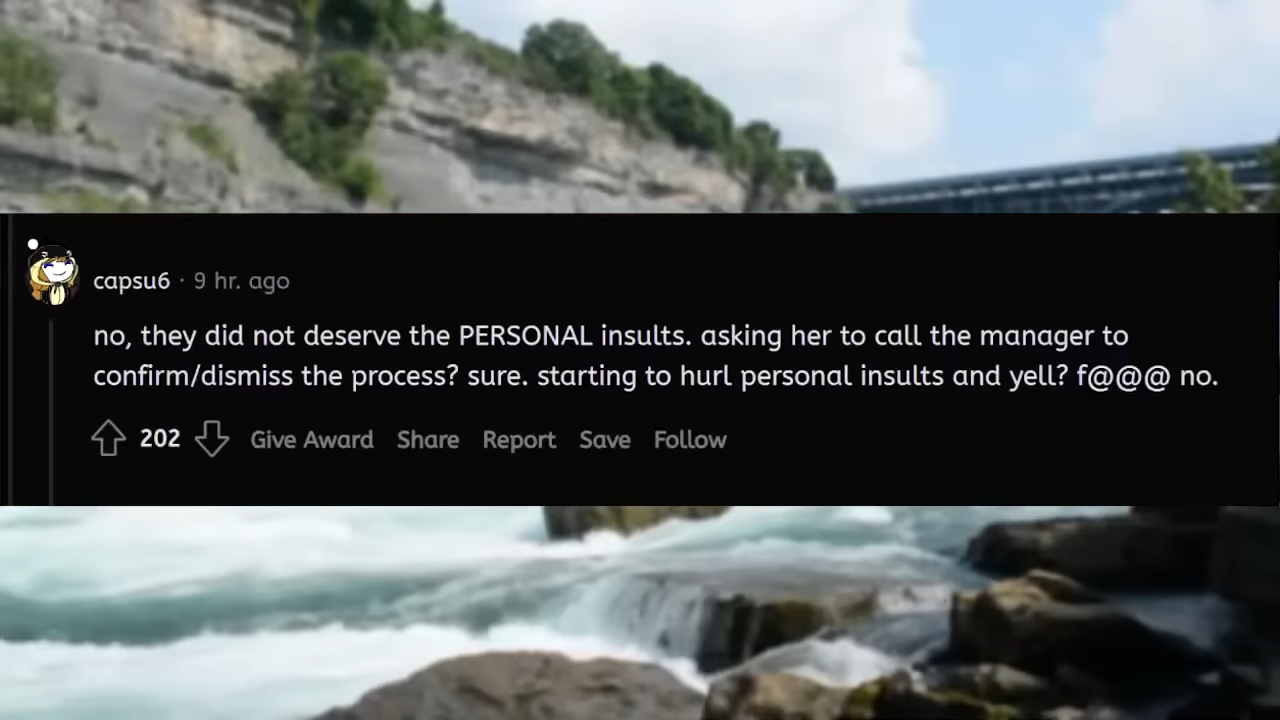 capsu6 · 9 hr. ago
no, they did not deserve the PERSONAL insults. asking her to call the manager to
confirm/dismiss the process? sure. starting to hurl personal insults and yell? f@@@ no.
202 Give Award Share Report Save Follow